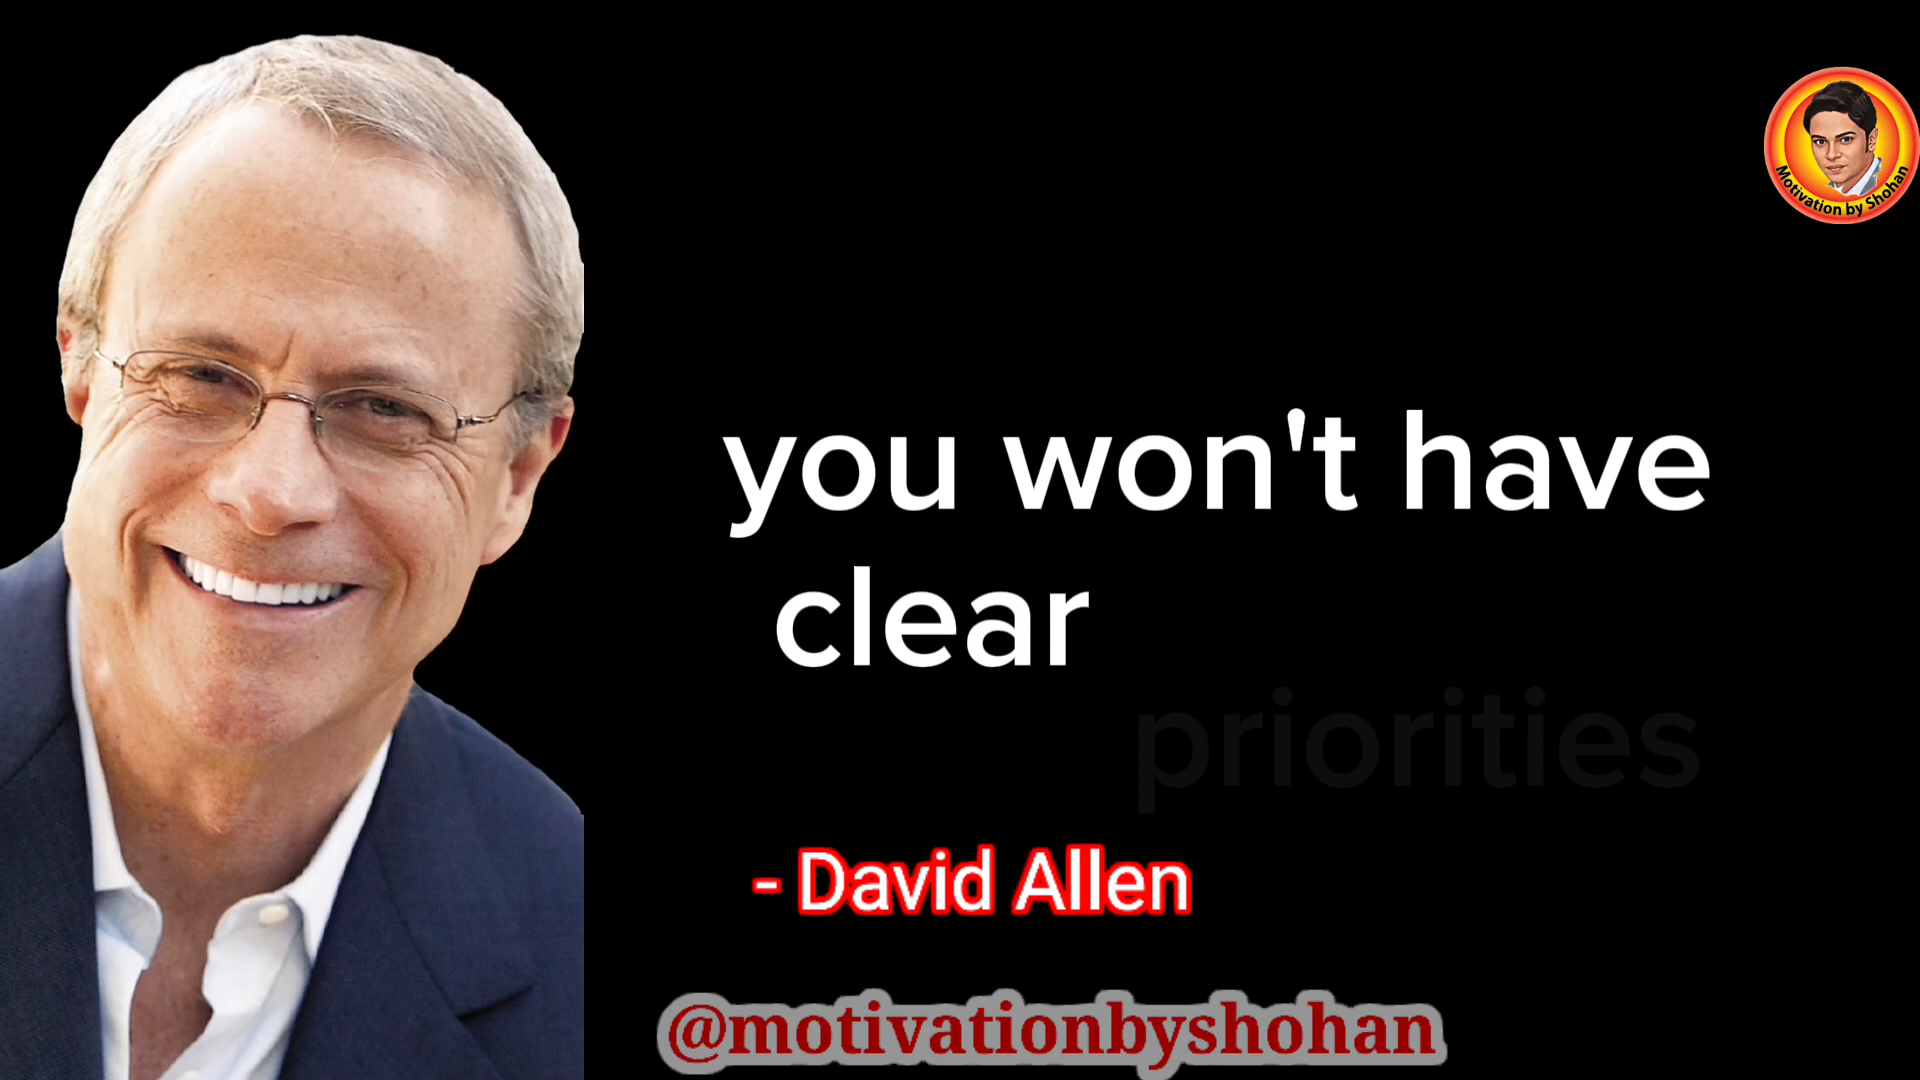 Motivation by Shohan
you won't have
clear
priorities
- David Allen
@motivationbyshohan